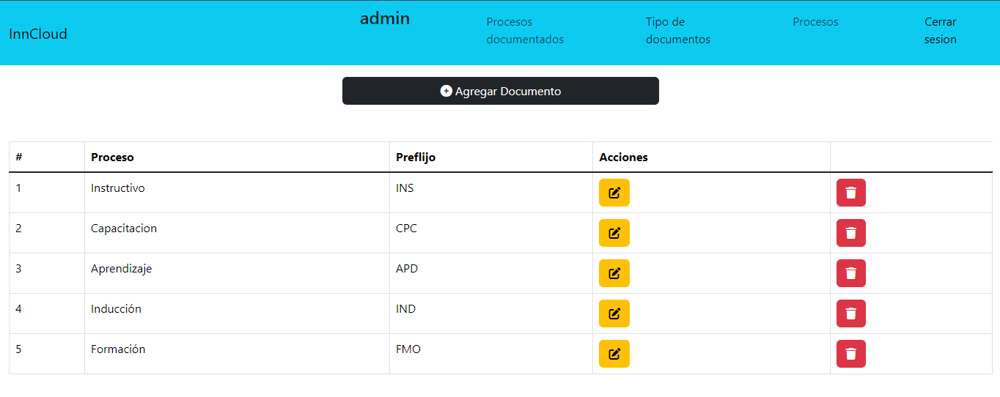 InnCloud
admin
Procesos
documentados
Tipo de
documentos
Procesos
Cerrar
sesion
Agregar Documento
# Proceso Preflijo Acciones
1 Instructivo INS
2 Capacitacion CPC
3 Aprendizaje APD
4 Inducción IND
5 Formación FMO